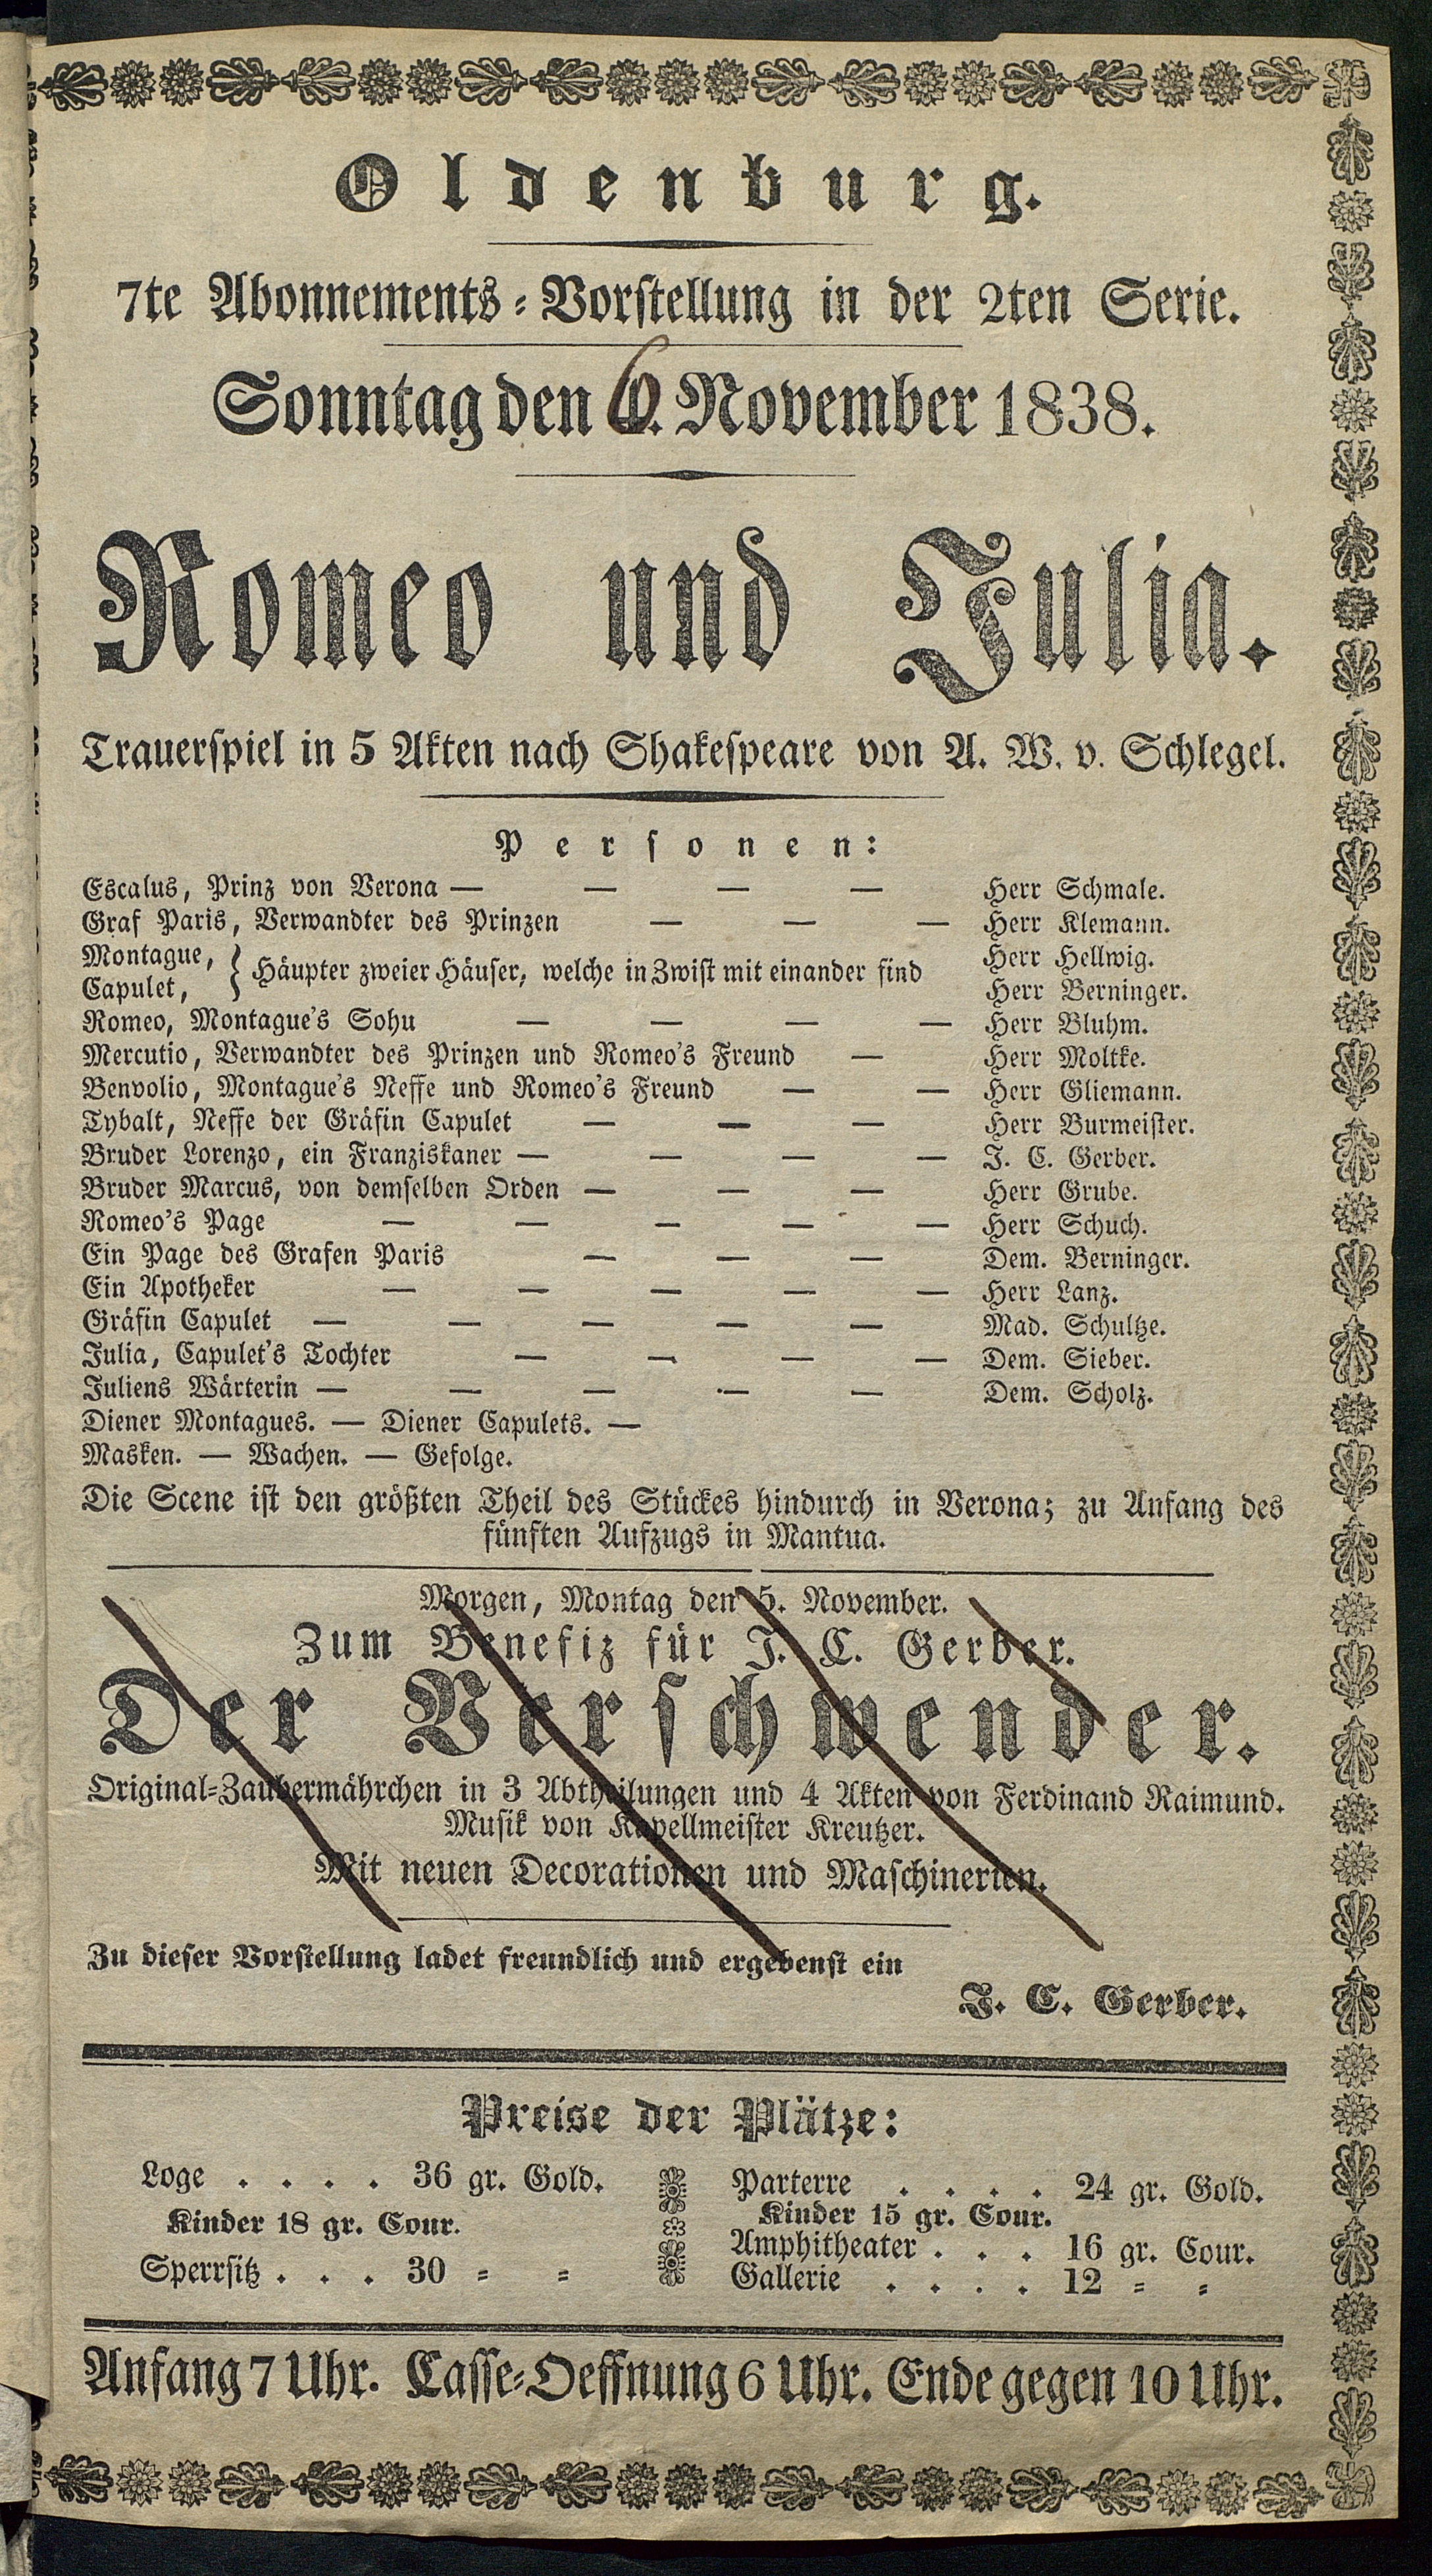 Oldenburg.
7te Abonnements-Vorstellung in der 2ten Serie.
Sonntag den 6. November 1838.
Romeo und Julia.
Trauerspiel in 5 Akten nach Shakespeare von A. W. v. Schlegel.
Personen:
Escalus, Prinz von Verona — — — — Herr Schmale.
Graf Paris, Verwandter des Prinzen — — — Herr Klemann.
Montague, } Häupter zweier Häuser, welche in Zwist mit einander sind Herr Hellwig.
Capulet, Herr Berninger.
Romeo, Montague's Sohu — — — — Herr Bluhm.
Mercutio, Verwandter des Prinzen und Romeo's Freund — Herr Moltke.
Benvolio, Montague's Neffe und Romeo's Freund — — Herr Gliemann.
Tybalt, Neffe der Gräfin Capulet — — — Herr Burmeister.
Bruder Lorenzo, ein Franziskaner — — — — J. C. Gerber.
Bruder Marcus, von demselben Orden — — — Herr Grube.
Romeo's Page — — — — — Herr Schuch.
Ein Page des Grafen Paris — — — Dem. Berninger.
Ein Apotheker — — — — — Herr Lanz.
Gräfin Capulet — — — — — Mad. Schultze.
Julia, Capulet's Tochter — — — — Dem. Sieber.
Juliens Wärterin — — — — — Dem. Scholz.
Diener Montagues. — Diener Capulets. —
Masken. — Wachen. — Gefolge.
Die Scene ist den größten Theil des Stückes hindurch in Verona; zu Anfang des
fünften Aufzugs in Mantua.
Morgen, Montag den 5. November.
Zum Benefiz für J. C. Gerber.
Der Verschwender.
Original-Zaubermährchen in 3 Abtheilungen und 4 Akten von Ferdinand Raimund.
Musik von Kapellmeister Kreutzer.
Mit neuen Decorationen und Maschinerien.
Zu dieser Vorstellung ladet freundlich und ergebenst ein
J. C. Gerber.
Preise der Plätze:
Loge . . . . 36 gr. Gold.
Kinder 18 gr. Cour.
Sperrsitz . . . 30 = =
Parterre . . . . 24 gr. Gold.
Kinder 15 gr. Cour.
Amphitheater . . . 16 gr. Cour.
Gallerie . . . . 12 = =
Anfang 7 Uhr. Casse-Oeffnung 6 Uhr. Ende gegen 10 Uhr.